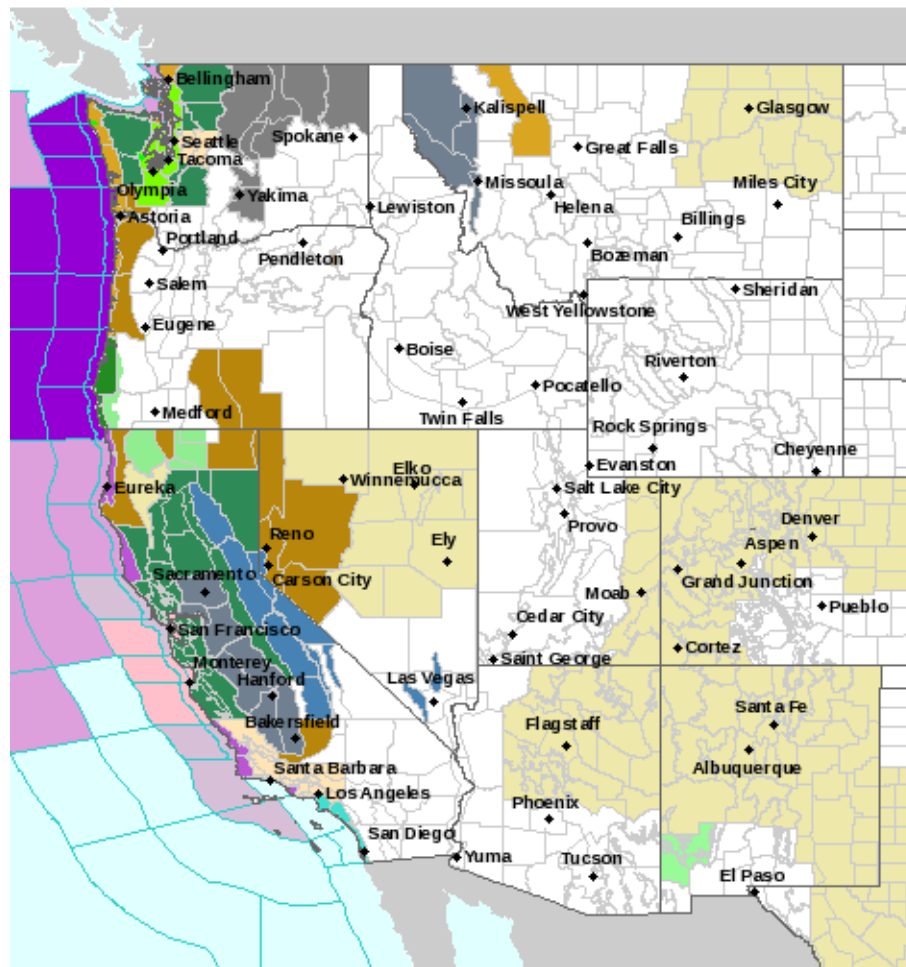 Bellingham
Kalispell
Glasgow
Spokane
Seattle
Great Falls
Tacoma
Olympia
Missoula
Miles City
Yakima
Lewiston
Helena
Astoria
Billings
Portland
Pendleton
Bozeman
Salem
Sheridan
West Yellowstone
Eugene
Boise
Riverton
Pocatello
Medford
Twin Falls
Rock Springs
Cheyenne
Elko
Evanston
Eureka
Winnemucca
Salt Lake City
Provo
Denver
Reno
Ely
Aspen
Sacramento
Carson City
Grand Junction
Moab
Pueblo
Cedar City
San Francisco
Cortez
Monterey
Saint George
Hanford
Las Vegas
Santa Fe
Flagstaff
Bakersfield
Albuquerque
Santa Barbara
Los Angeles
Phoenix
San Diego
Yuma
Tucson
El Paso